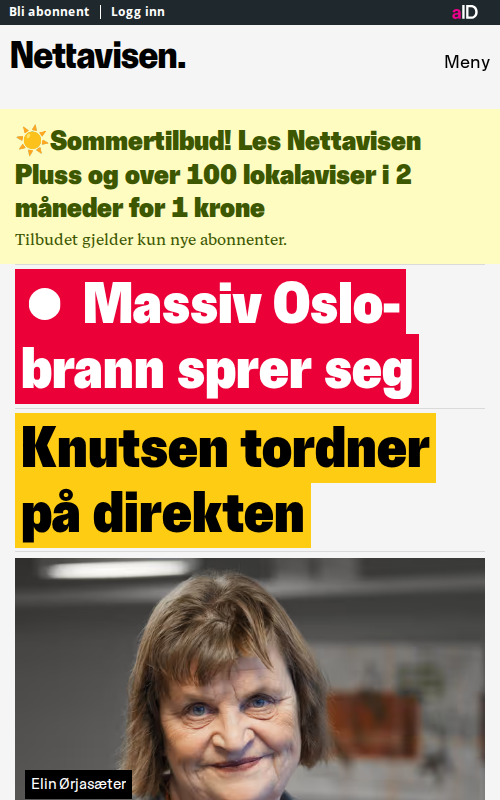 Bli abonnent | Logg inn
aID
Nettavisen.
Meny
☀️Sommertilbud! Les Nettavisen
Pluss og over 100 lokalaviser i 2
måneder for 1 krone
Tilbudet gjelder kun nye abonnenter.
● Massiv Oslo-
brann sprer seg
Knutsen tordner
på direkten
Elin Ørjasæter